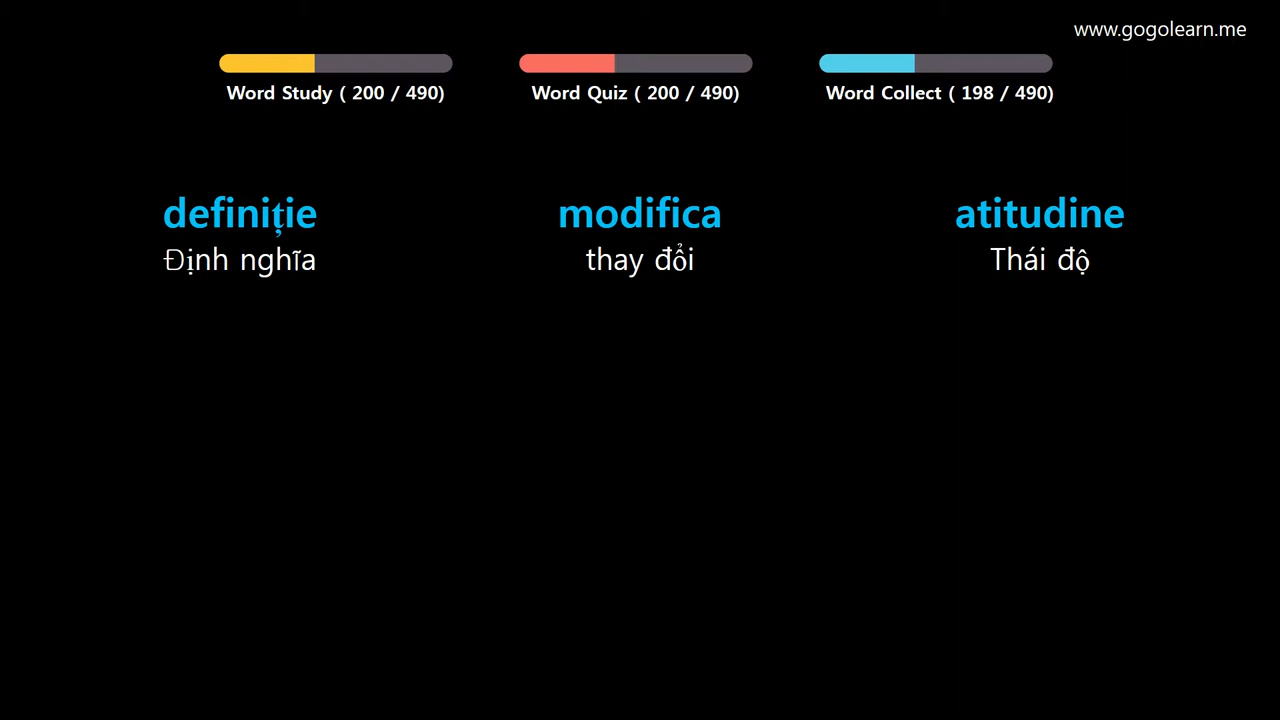 www.gogolearn.me
Word Study ( 200 / 490)
Word Quiz ( 200 / 490)
Word Collect ( 198 / 490)
definiție
Định nghĩa
modifica
thay đổi
atitudine
Thái độ